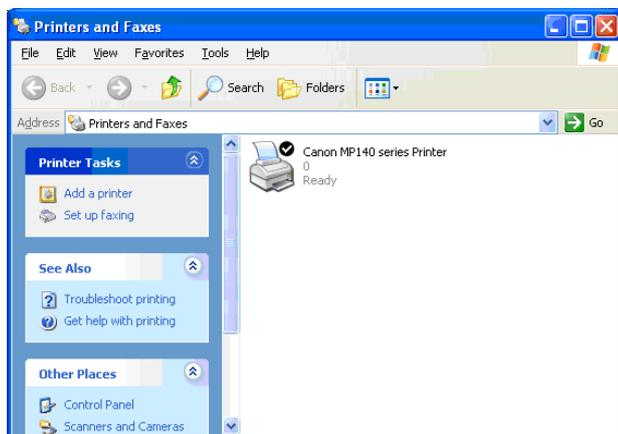 Printers and Faxes
File Edit View Favorites Tools Help
Back Search Folders
Address Printers and Faxes Go
Printer Tasks
Add a printer
Set up faxing
See Also
Troubleshoot printing
Get help with printing
Other Places
Control Panel
Scanners and Cameras
Canon MP140 series Printer
0
Ready